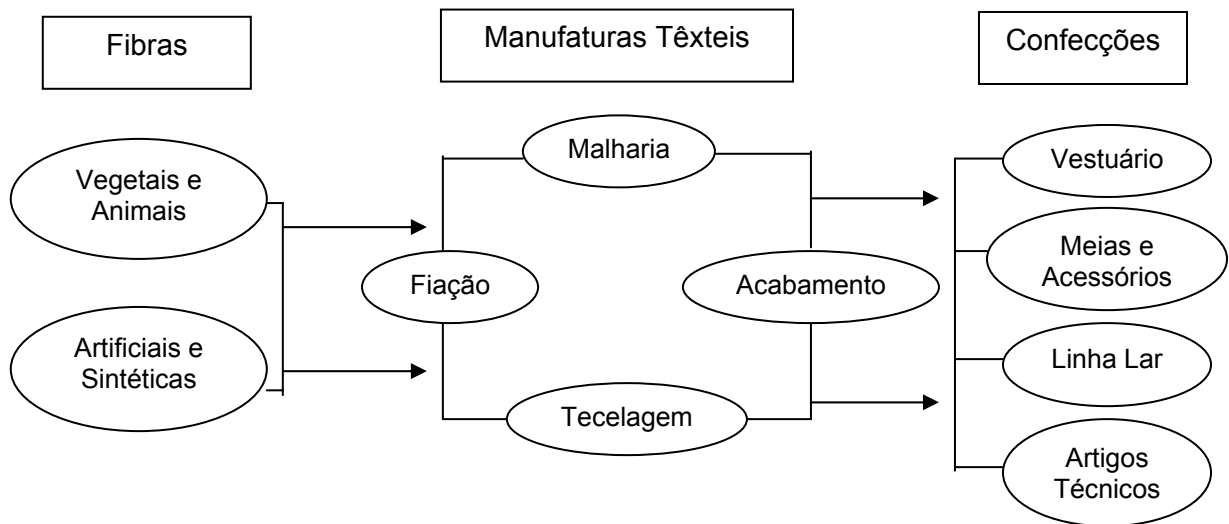 Fibras
Manufaturas Têxteis
Confecções
Vegetais e
Animais
Artificiais e
Sintéticas
Malharia
Fiação
Acabamento
Tecelagem
Vestuário
Meias e
Acessórios
Linha Lar
Artigos
Técnicos